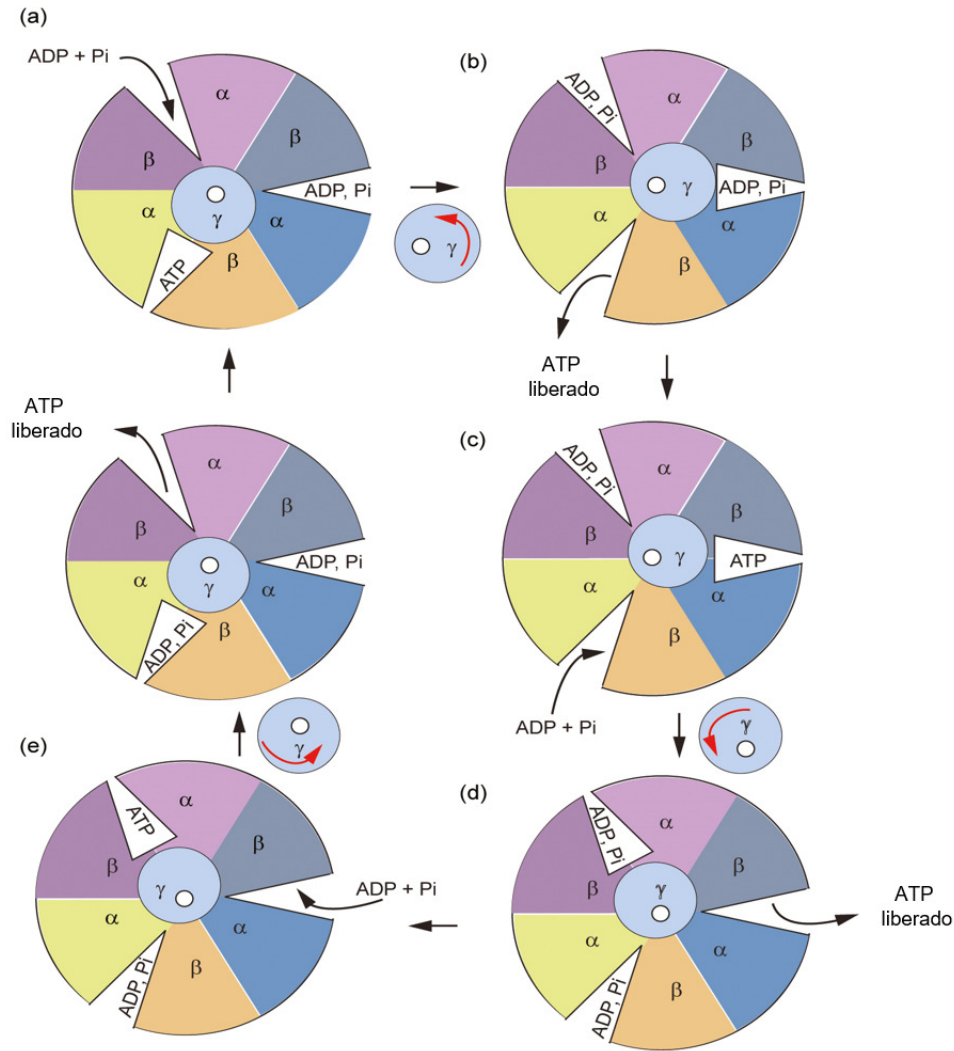 (a)
ADP + Pi
α
β
β
ADP, Pi
α
α
γ
ATP
β
γ
(b)
ADP, Pi
α
β
β
γ
ADP, Pi
α
α
β
ATP
liberado
(c)
ADP, Pi
α
β
β
γ
ATP
α
α
β
ADP + Pi
γ
(d)
ADP, Pi
α
β
β
γ
α
α
ADP, Pi
β
ATP
liberado
(e)
ATP
α
β
β
γ
ADP + Pi
α
α
ADP, Pi
β
γ
ATP
liberado
α
β
β
ADP, Pi
α
α
γ
ADP, Pi
β